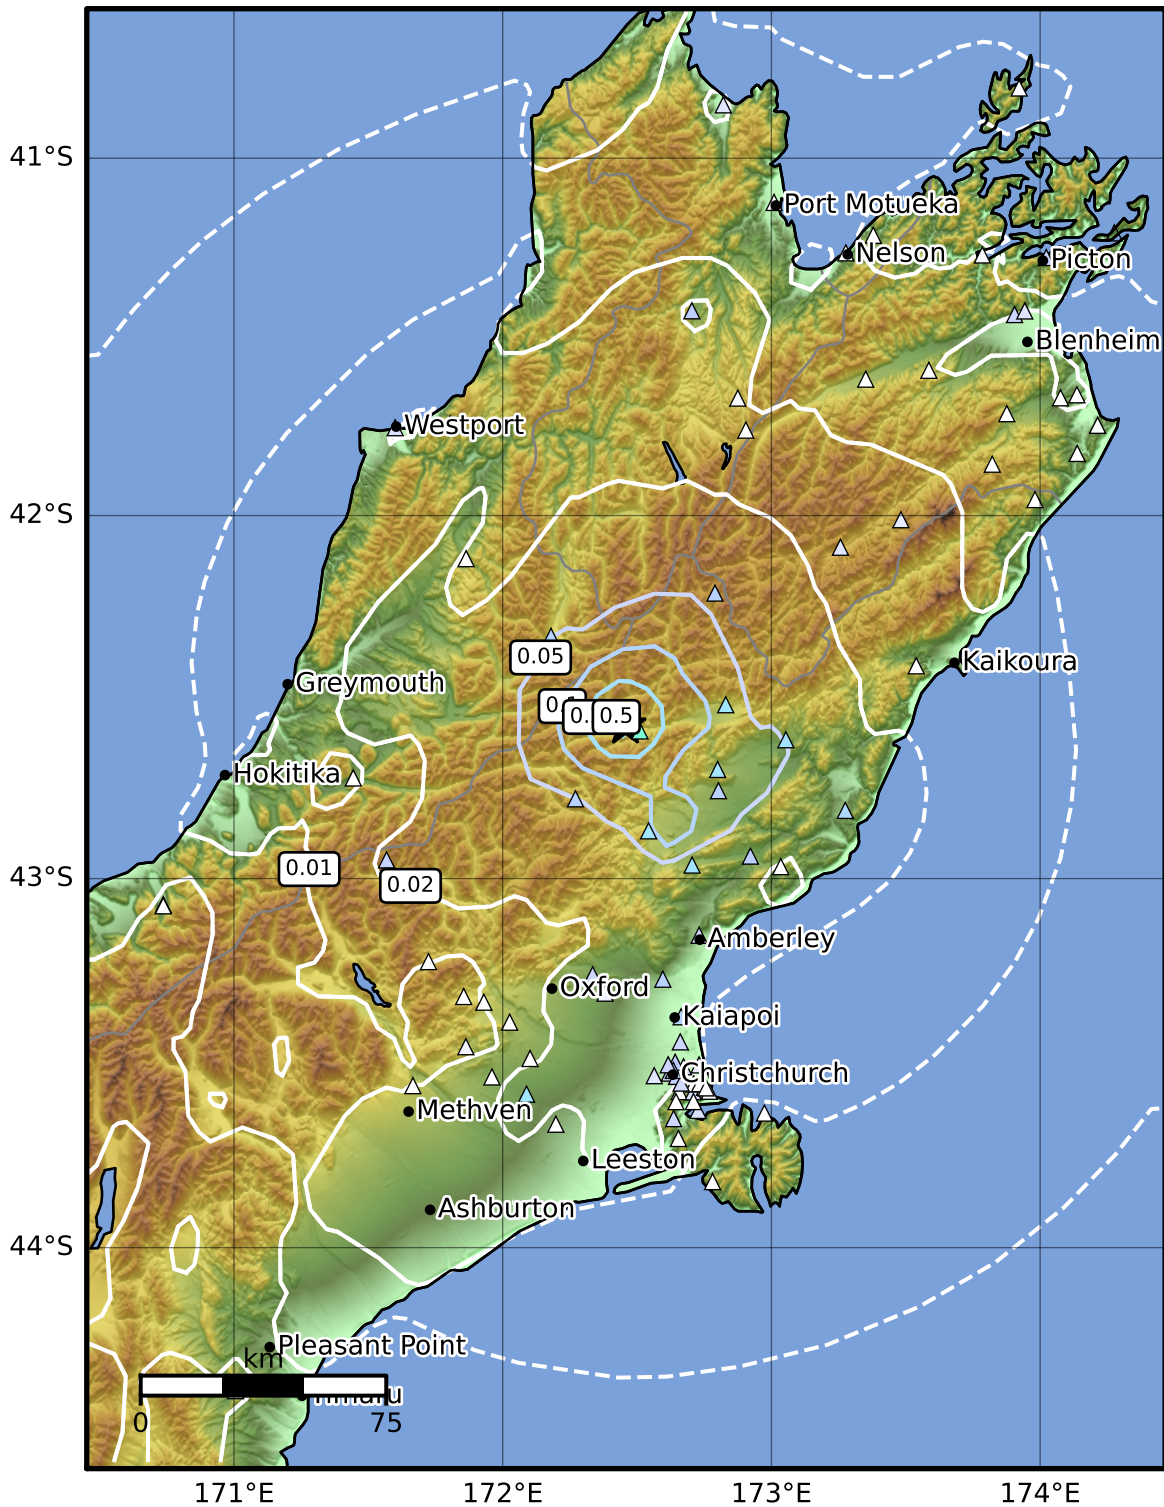 41°S
Port Motueka
Nelson
Picton
Blenheim
Westport
42°S
0.05
Kaikoura
Greymouth
0.5
Hokitika
0.01
43°S
0.02
Amberley
Oxford
Kaiapoi
Christchurch
Methven
Leeston
Ashburton
44°S
Pleasant Point
km
0
75
171°E
172°E
173°E
174°E